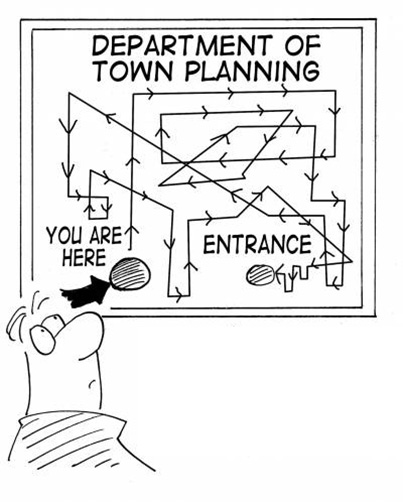 DEPARTMENT OF
TOWN PLANNING
YOU ARE
HERE
ENTRANCE